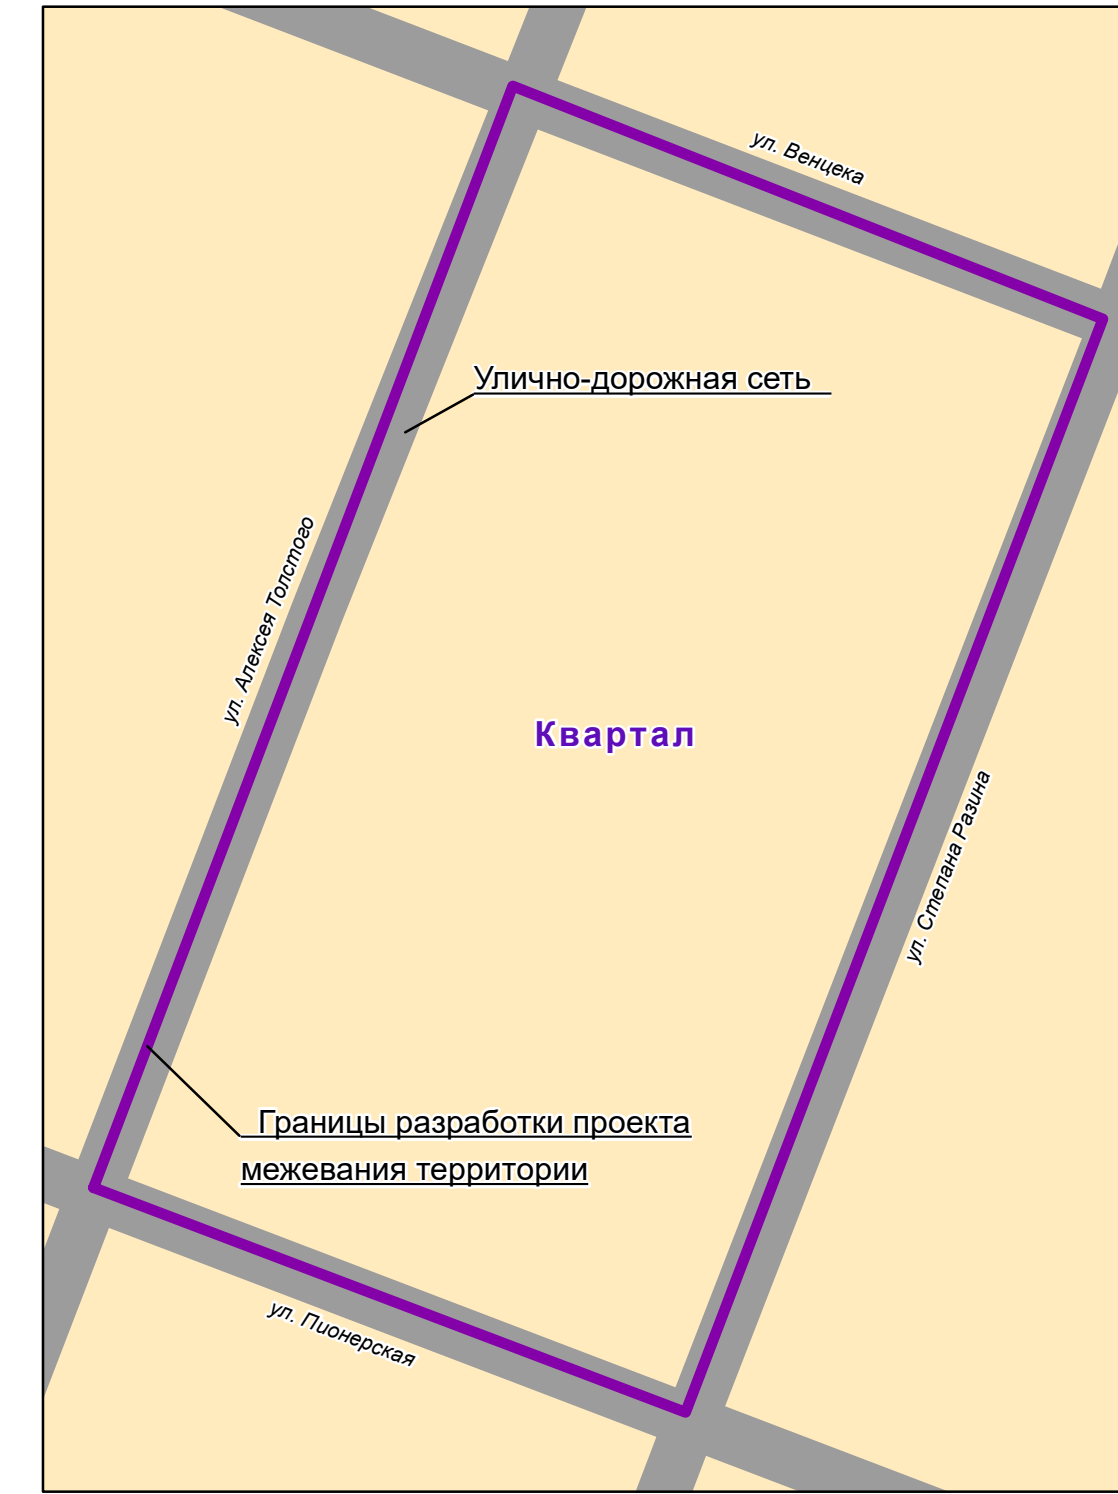 ул. Венцека
Улично-дорожная сеть
ул. Алексея Толстого
Квартал
ул. Степана Разина
Границы разработки проекта
межевания территории
ул. Пионерская